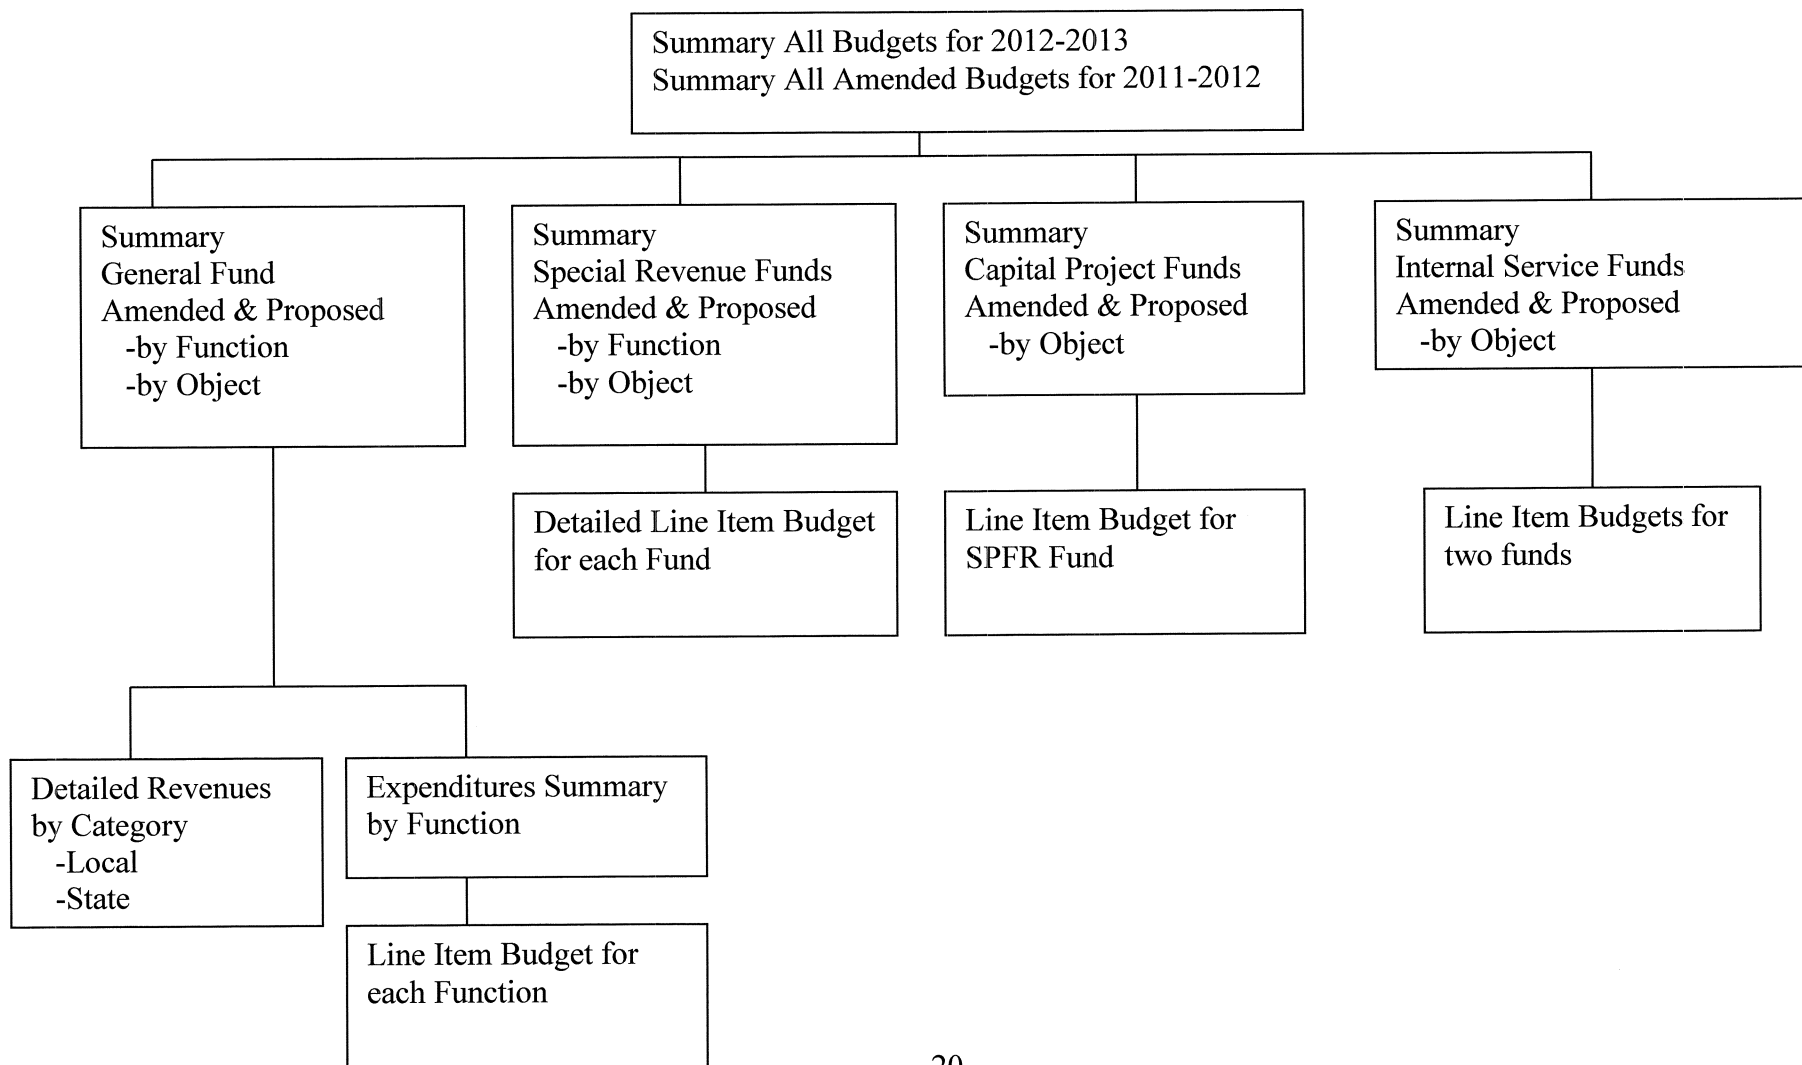 Summary All Budgets for 2012-2013
Summary All Amended Budgets for 2011-2012
Summary
General Fund
Amended & Proposed
-by Function
-by Object
Summary
Special Revenue Funds
Amended & Proposed
-by Function
-by Object
Summary
Capital Project Funds
Amended & Proposed
-by Object
Summary
Internal Service Funds
Amended & Proposed
-by Object
Detailed Line Item Budget
for each Fund
Line Item Budget for
SPFR Fund
Line Item Budgets for
two funds
Detailed Revenues
by Category
-Local
-State
Expenditures Summary
by Function
Line Item Budget for
each Function
20